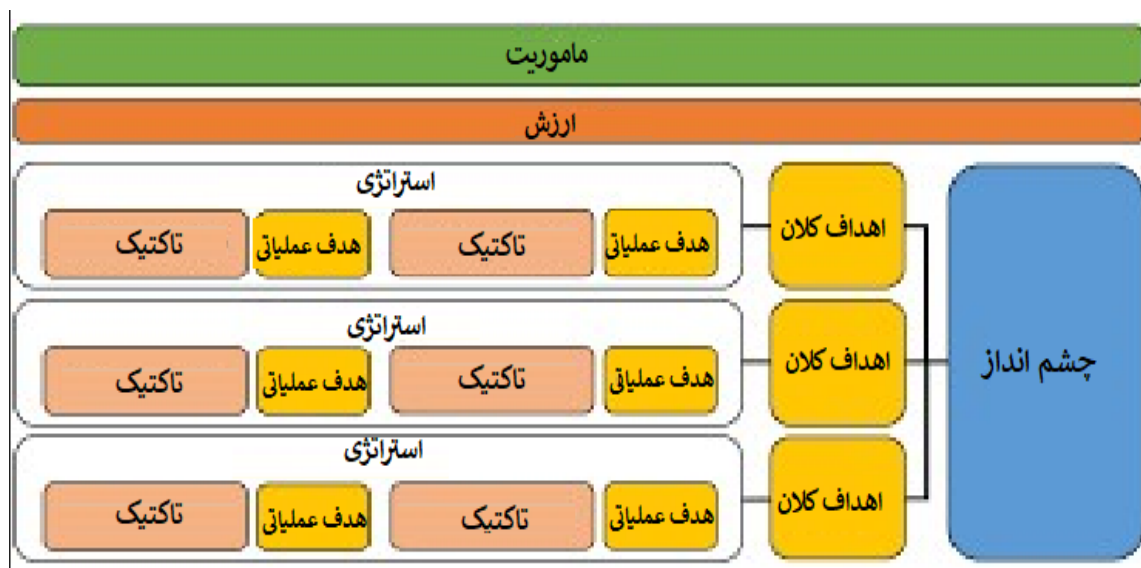 ماموریت
ارزش
چشم انداز
اهداف کلان
استراتژی
هدف عملیاتی
تاکتیک
هدف عملیاتی
تاکتیک
اهداف کلان
استراتژی
هدف عملیاتی
تاکتیک
هدف عملیاتی
تاکتیک
اهداف کلان
استراتژی
هدف عملیاتی
تاکتیک
هدف عملیاتی
تاکتیک